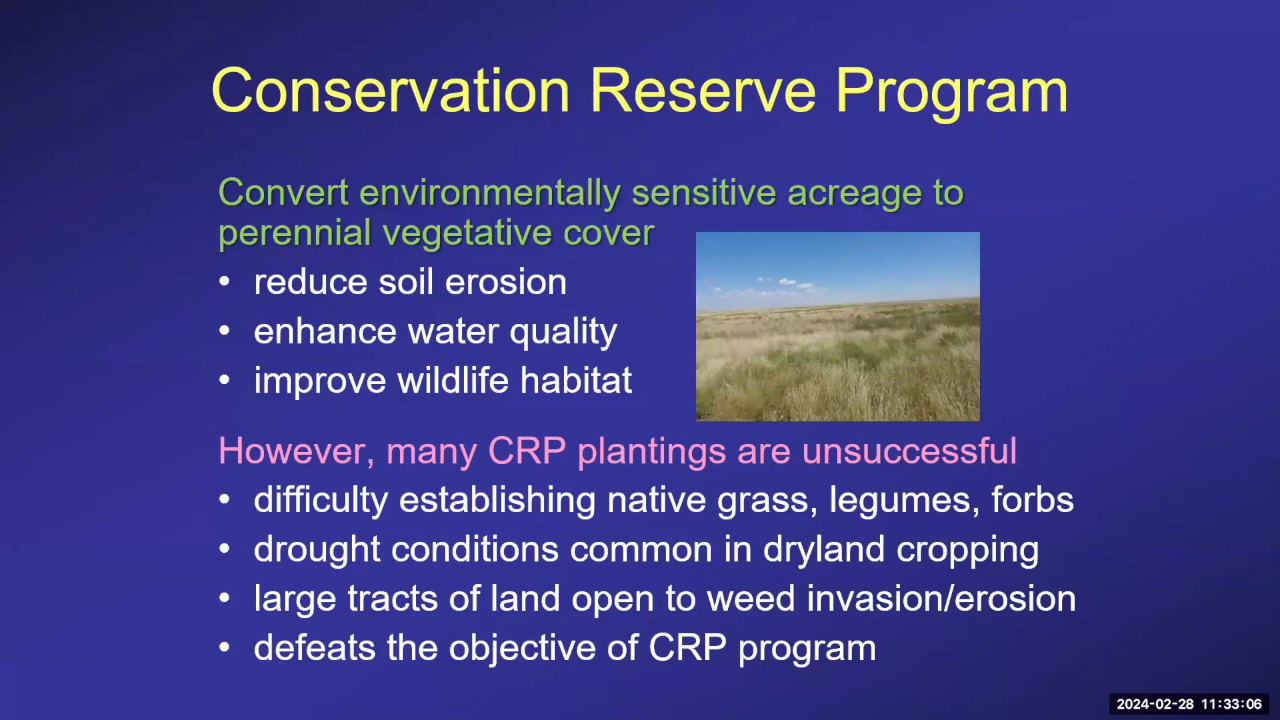 Conservation Reserve Program
Convert environmentally sensitive acreage to
perennial vegetative cover
• reduce soil erosion
• enhance water quality
• improve wildlife habitat
However, many CRP plantings are unsuccessful
• difficulty establishing native grass, legumes, forbs
• drought conditions common in dryland cropping
• large tracts of land open to weed invasion/erosion
• defeats the objective of CRP program
2024-02-28 11:33:06